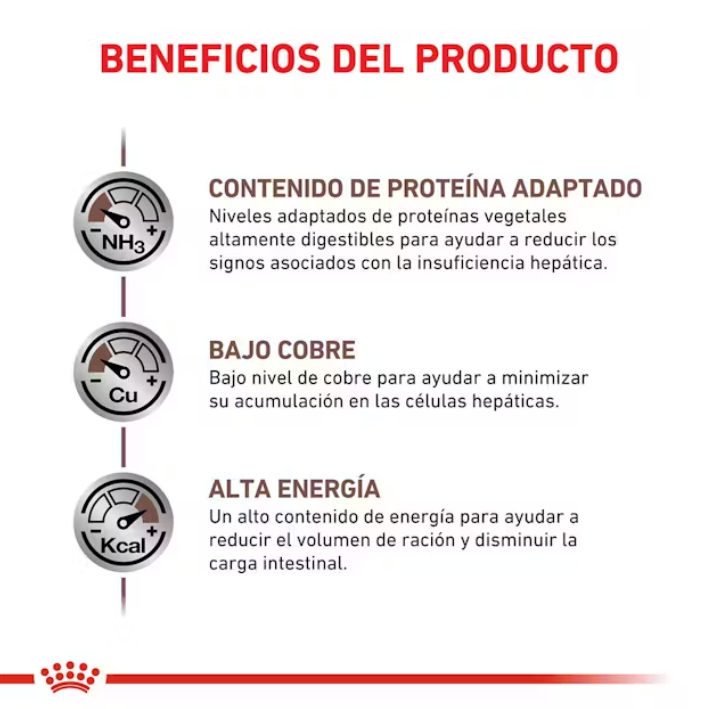 BENEFICIOS DEL PRODUCTO
CONTENIDO DE PROTEÍNA ADAPTADO
Niveles adaptados de proteínas vegetales
altamente digestibles para ayudar a reducir los
signos asociados con la insuficiencia hepática.
- NH3 +
BAJO COBRE
Bajo nivel de cobre para ayudar a minimizar
su acumulación en las células hepáticas.
- Cu +
ALTA ENERGÍA
Un alto contenido de energía para ayudar a
reducir el volumen de ración y disminuir la
carga intestinal.
- Kcal +